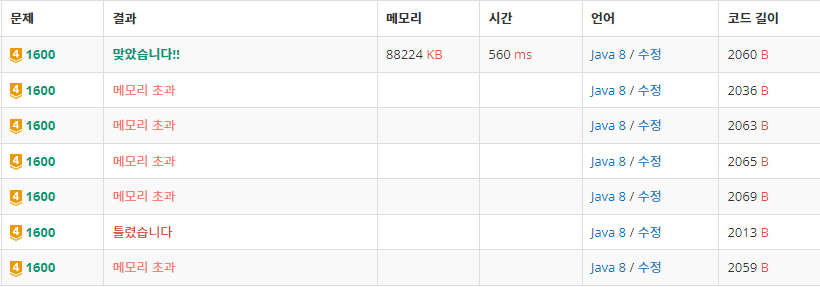 문제 결과 메모리 시간 언어 코드 길이
4 1600 맞았습니다!! 88224 KB 560 ms Java 8 / 수정 2060 B
4 1600 메모리 초과 Java 8 / 수정 2036 B
4 1600 메모리 초과 Java 8 / 수정 2063 B
4 1600 메모리 초과 Java 8 / 수정 2065 B
4 1600 메모리 초과 Java 8 / 수정 2069 B
4 1600 틀렸습니다 Java 8 / 수정 2013 B
4 1600 메모리 초과 Java 8 / 수정 2059 B